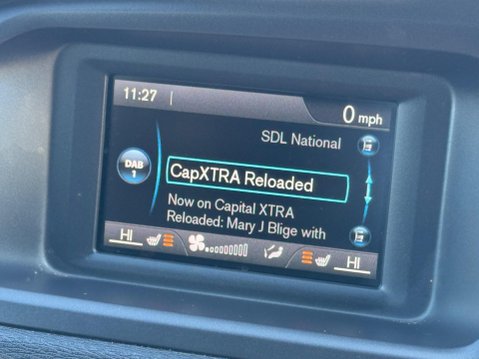 11:27
0 mph
SDL National
DAB
1
CapXTRA Reloaded
Now on Capital XTRA
Reloaded: Mary J Blige with
HI
HI